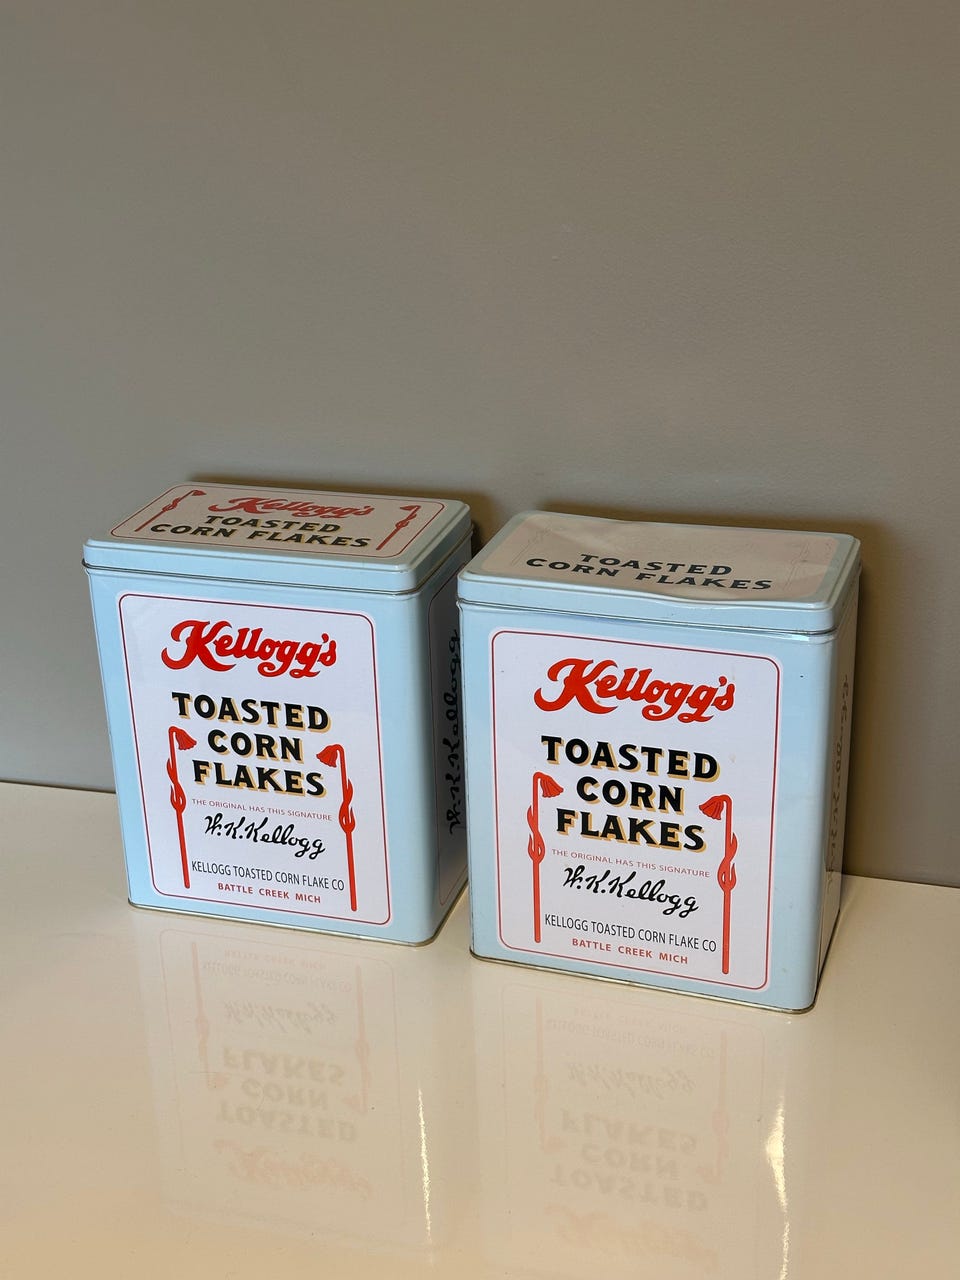 Kellogg's
TOASTED
CORN FLAKES
Kellogg's
TOASTED
CORN
FLAKES
THE ORIGINAL HAS THIS SIGNATURE
W.K.Kellogg
KELLOGG TOASTED CORN FLAKE CO
BATTLE CREEK MICH
W.K.Kellogg
TOASTED
CORN FLAKES
Kellogg's
TOASTED
CORN
FLAKES
THE ORIGINAL HAS THIS SIGNATURE
W.K.Kellogg
KELLOGG TOASTED CORN FLAKE CO
BATTLE CREEK MICH
W.K.Kellogg